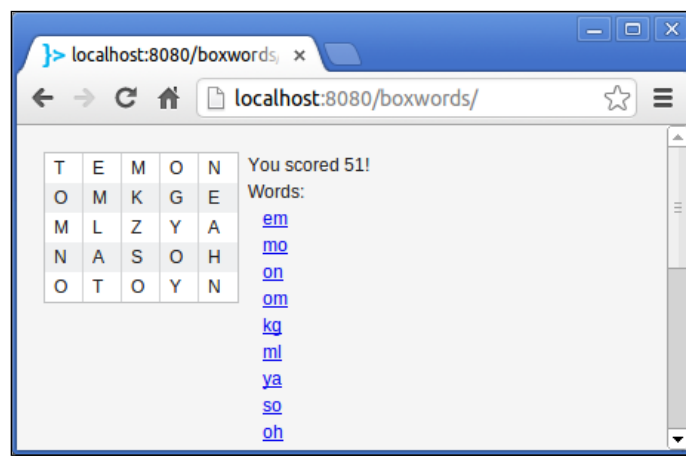 }> localhost:8080/boxwords/ ×
localhost:8080/boxwords/
T E M O N
O M K G E
M L Z Y A
N A S O H
O T O Y N
You scored 51!
Words:
em
mo
on
om
kg
ml
ya
so
oh